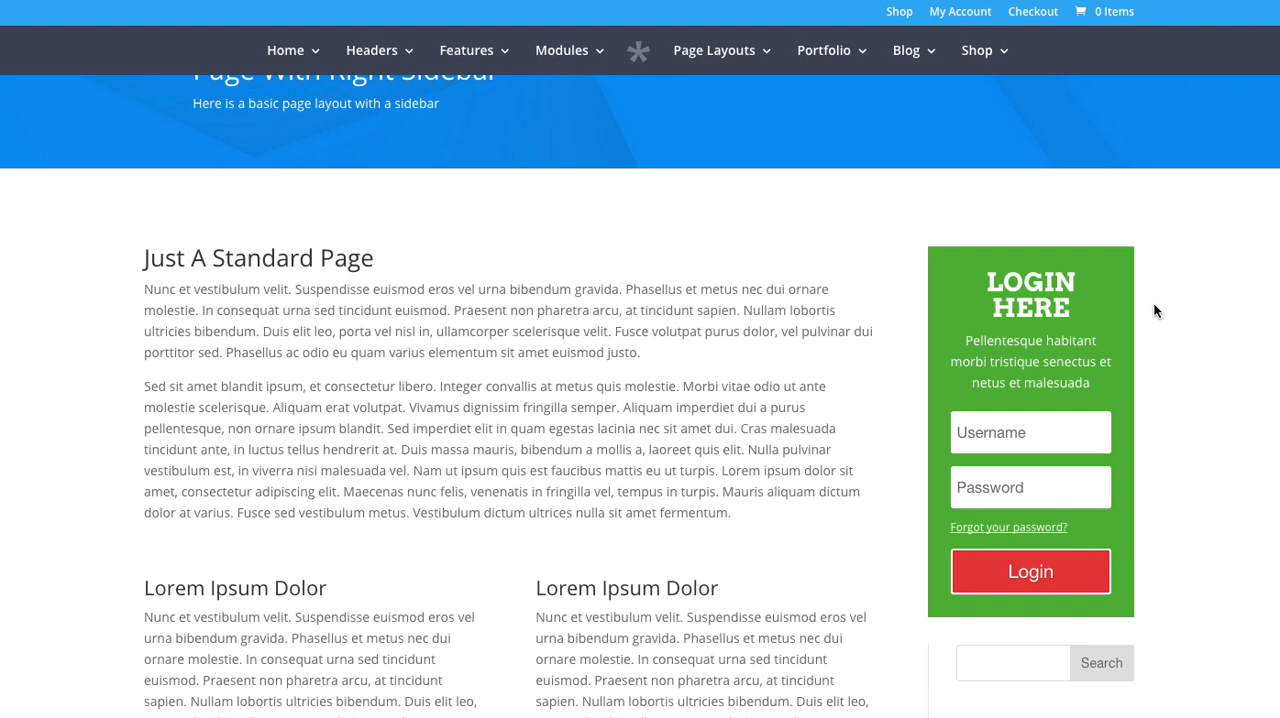 Shop My Account Checkout 0 Items
Home Headers Features Modules Page Layouts Portfolio Blog Shop
Page With Right Sidebar
Here is a basic page layout with a sidebar
Just A Standard Page
Nunc et vestibulum velit. Suspendisse euismod eros vel urna bibendum gravida. Phasellus et metus nec dui ornare
molestie. In consequat urna sed tincidunt euismod. Praesent non pharetra arcu, at tincidunt sapien. Nullam lobortis
ultricies bibendum. Duis elit leo, porta vel nisl in, ullamcorper scelerisque velit. Fusce volutpat purus dolor, vel pulvinar dui
porttitor sed. Phasellus ac odio eu quam varius elementum sit amet euismod justo.
Sed sit amet blandit ipsum, et consectetur libero. Integer convallis at metus quis molestie. Morbi vitae odio ut ante
molestie scelerisque. Aliquam erat volutpat. Vivamus dignissim fringilla semper. Aliquam imperdiet dui a purus
pellentesque, non ornare ipsum blandit. Sed imperdiet elit in quam egestas lacinia nec sit amet dui. Cras malesuada
tincidunt ante, in luctus tellus hendrerit at. Duis massa mauris, bibendum a mollis a, laoreet quis elit. Nulla pulvinar
vestibulum est, in viverra nisi malesuada vel. Nam ut ipsum quis est faucibus mattis eu ut turpis. Lorem ipsum dolor sit
amet, consectetur adipiscing elit. Maecenas nunc felis, venenatis in fringilla vel, tempus in turpis. Mauris aliquam dictum
dolor at varius. Fusce sed vestibulum metus. Vestibulum dictum ultrices nulla sit amet fermentum.
Lorem Ipsum Dolor
Nunc et vestibulum velit. Suspendisse euismod eros vel
urna bibendum gravida. Phasellus et metus nec dui
ornare molestie. In consequat urna sed tincidunt
euismod. Praesent non pharetra arcu, at tincidunt
sapien. Nullam lobortis ultricies bibendum. Duis elit leo,
Lorem Ipsum Dolor
Nunc et vestibulum velit. Suspendisse euismod eros vel
urna bibendum gravida. Phasellus et metus nec dui
ornare molestie. In consequat urna sed tincidunt
euismod. Praesent non pharetra arcu, at tincidunt
sapien. Nullam lobortis ultricies bibendum. Duis elit leo,
LOGIN
HERE
Pellentesque habitant
morbi tristique senectus et
netus et malesuada
Username
Password
Forgot your password?
Login
Search